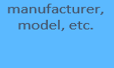 manufacturer,
model, etc.